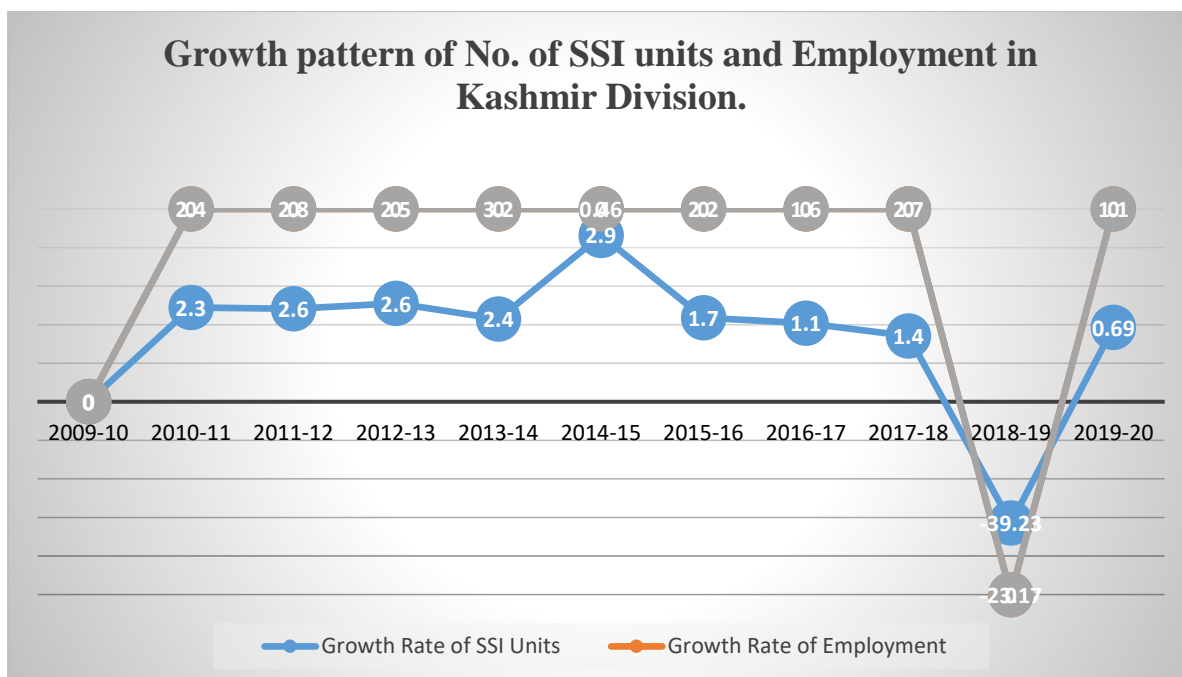 Growth pattern of No. of SSI units and Employment in
Kashmir Division.
204 208 205 302 202 106 207 101
2.9
2.3 2.6 2.6 2.4 1.7 1.1 1.4 0.69
0
2009-10 2010-11 2011-12 2012-13 2013-14 2014-15 2015-16 2016-17 2017-18 2018-19 2019-20
-39.23
Growth Rate of SSI Units Growth Rate of Employment